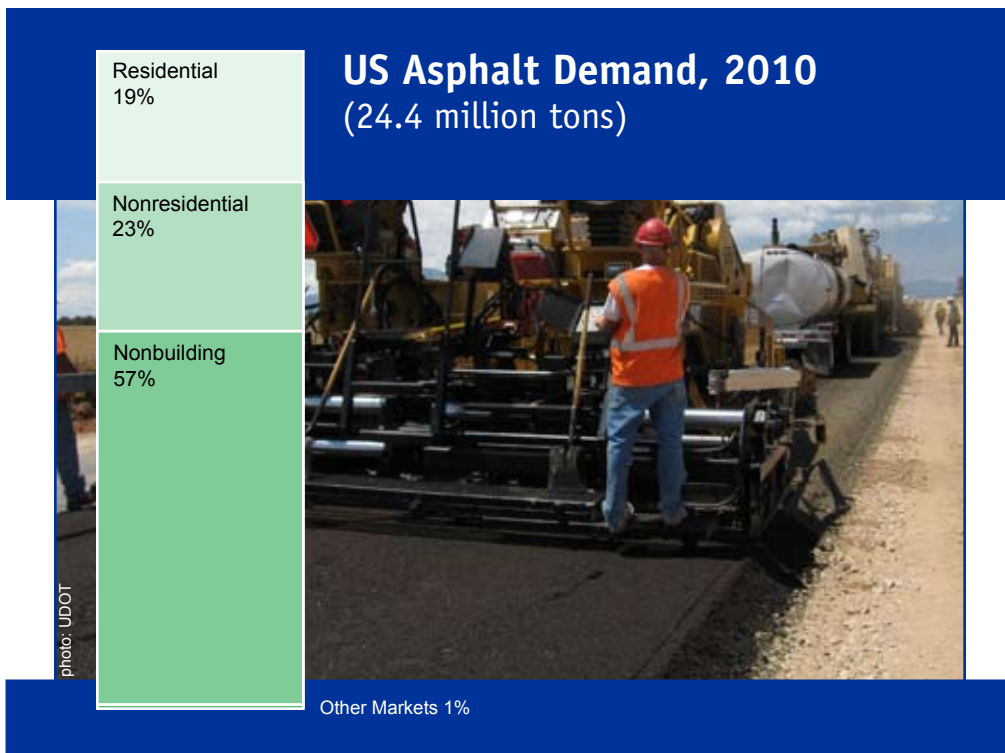 US Asphalt Demand, 2010
(24.4 million tons)
Residential
19%
Nonresidential
23%
Nonbuilding
57%
Other Markets 1%
photo: UDOT